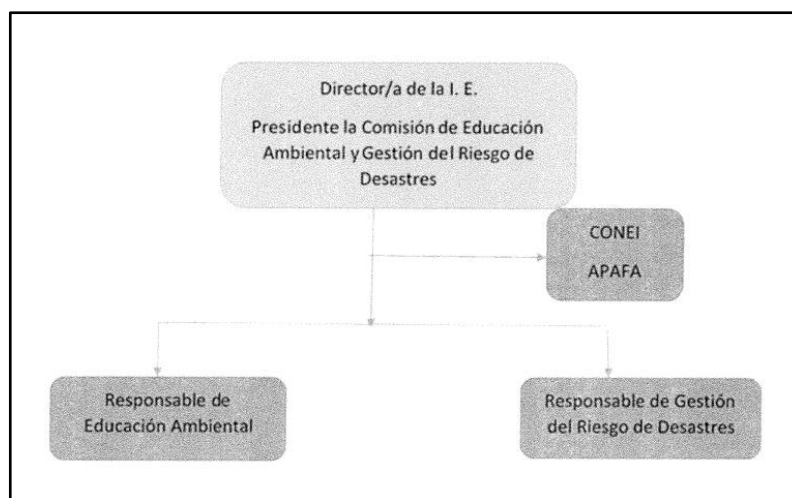 Director/a de la I. E.
Presidente la Comisión de Educación
Ambiental y Gestión del Riesgo de
Desastres
CONEI
APAFA
Responsable de
Educación Ambiental
Responsable de Gestión
del Riesgo de Desastres